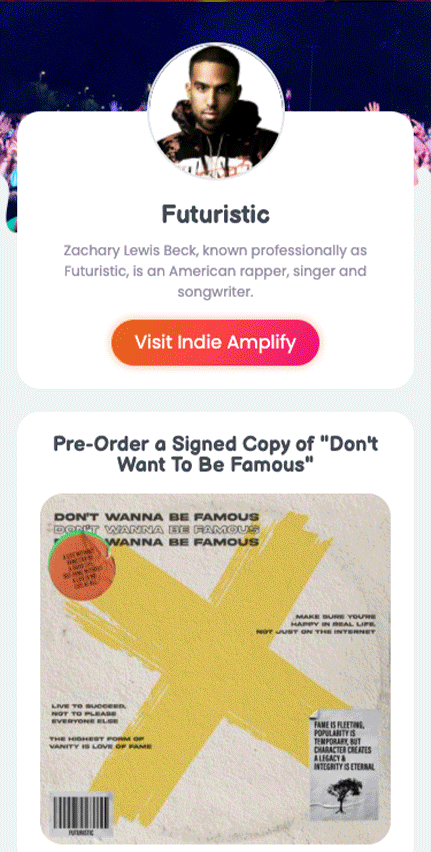 Futuristic
Zachary Lewis Beck, known professionally as
Futuristic, is an American rapper, singer and
songwriter.
Visit Indie Amplify
Pre-Order a Signed Copy of "Don't
Want To Be Famous"
DON'T WANNA BE FAMOUS
DON'T WANNA BE FAMOUS
WANNA BE FAMOUS
MAKE SURE YOU'RE
HAPPY IN REAL LIFE,
NOT JUST ON THE INTERNET
LIVE TO SUCCEED,
NOT TO PLEASE
EVERYONE ELSE
THE HIGHEST FORM OF
VANITY IS LOVE OF FAME
FAME IS FLEETING,
POPULARITY IS
TEMPORARY, BUT
CHARACTER CREATES
A LEGACY &
INTEGRITY IS ETERNAL
FUTURISTIC